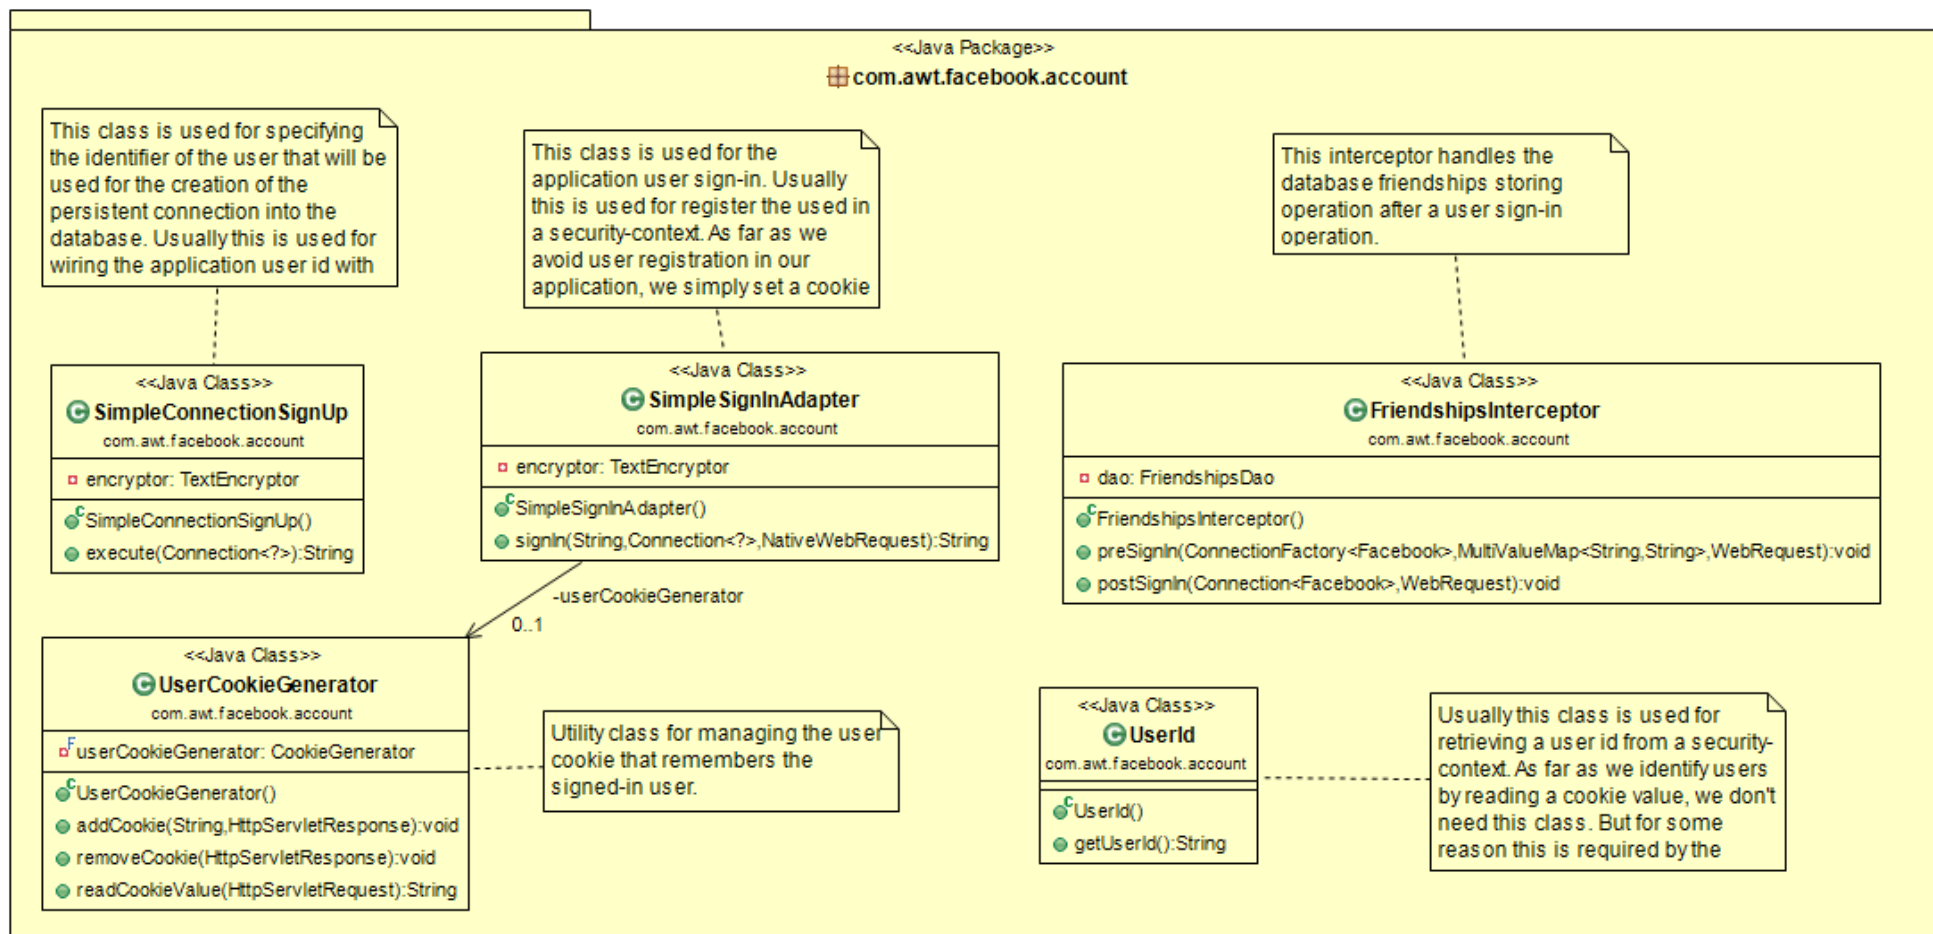 <<Java Package>>
com.awt.facebook.account
This class is used for specifying
the identifier of the user that will be
used for the creation of the
persistent connection into the
database. Usually this is used for
wiring the application user id with
This class is used for the
application user sign-in. Usually
this is used for register the used in
a security-context. As far as we
avoid user registration in our
application, we simply set a cookie
This interceptor handles the
database friendships storing
operation after a user sign-in
operation.
<<Java Class>>
SimpleConnectionSignUp
com.awt.facebook.account
encryptor: TextEncryptor
SimpleConnectionSignUp()
execute(Connection<?>):String
<<Java Class>>
SimpleSignInAdapter
com.awt.facebook.account
encryptor: TextEncryptor
SimpleSignInAdapter()
signIn(String,Connection<?>,NativeWebRequest):String
<<Java Class>>
FriendshipsInterceptor
com.awt.facebook.account
dao: FriendshipsDao
FriendshipsInterceptor()
preSignIn(ConnectionFactory<Facebook>,MultiValueMap<String,String>,WebRequest):void
postSignIn(Connection<Facebook>,WebRequest):void
-userCookieGenerator
0..1
<<Java Class>>
UserCookieGenerator
com.awt.facebook.account
userCookieGenerator: CookieGenerator
UserCookieGenerator()
addCookie(String,HttpServletResponse):void
removeCookie(HttpServletResponse):void
readCookieValue(HttpServletRequest):String
Utility class for managing the user
cookie that remembers the
signed-in user.
<<Java Class>>
UserId
com.awt.facebook.account
UserId()
getUserId():String
Usually this class is used for
retrieving a user id from a security-
context. As far as we identify users
by reading a cookie value, we don't
need this class. But for some
reason this is required by the